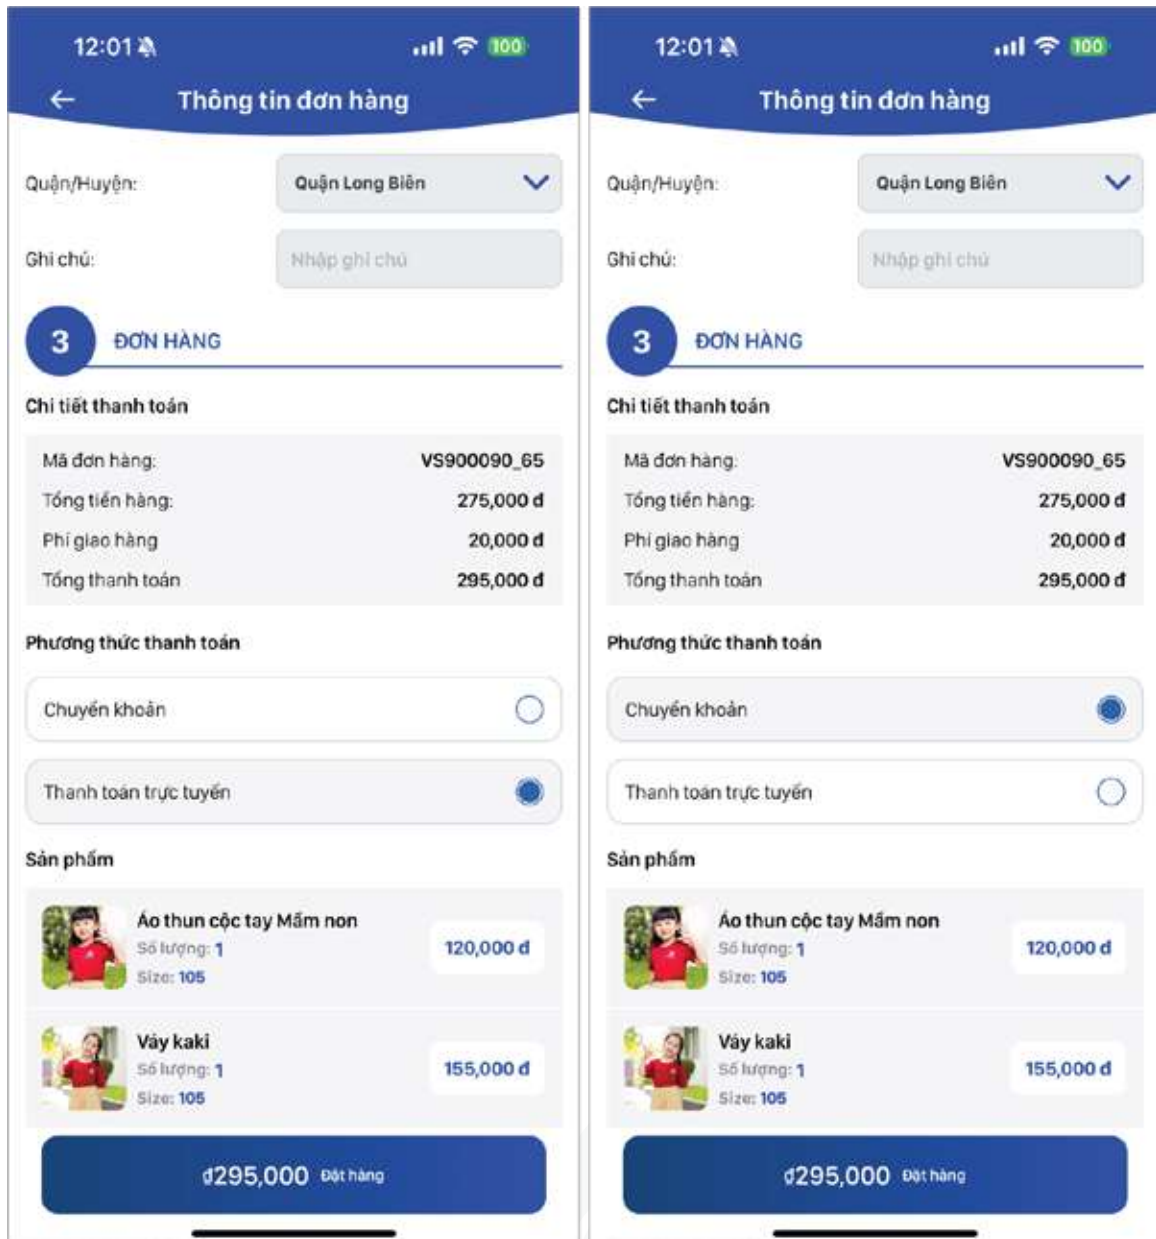 12:01
100
Thông tin đơn hàng
Quận/Huyện:
Quận Long Biên
Ghi chú:
Nhập ghi chú
3
ĐƠN HÀNG
Chi tiết thanh toán
Mã đơn hàng: VS900090_65
Tổng tiền hàng: 275,000 đ
Phí giao hàng 20,000 đ
Tổng thanh toán 295,000 đ
Phương thức thanh toán
Chuyển khoản
Thanh toán trực tuyến
Sản phẩm
Áo thun cộc tay Mầm non
Số lượng: 1
120,000 đ
Size: 105
Váy kaki
Số lượng: 1
155,000 đ
Size: 105
đ295,000 Đặt hàng
12:01
100
Thông tin đơn hàng
Quận/Huyện:
Quận Long Biên
Ghi chú:
Nhập ghi chú
3
ĐƠN HÀNG
Chi tiết thanh toán
Mã đơn hàng: VS900090_65
Tổng tiền hàng: 275,000 đ
Phí giao hàng 20,000 đ
Tổng thanh toán 295,000 đ
Phương thức thanh toán
Chuyển khoản
Thanh toán trực tuyến
Sản phẩm
Áo thun cộc tay Mầm non
Số lượng: 1
120,000 đ
Size: 105
Váy kaki
Số lượng: 1
155,000 đ
Size: 105
đ295,000 Đặt hàng